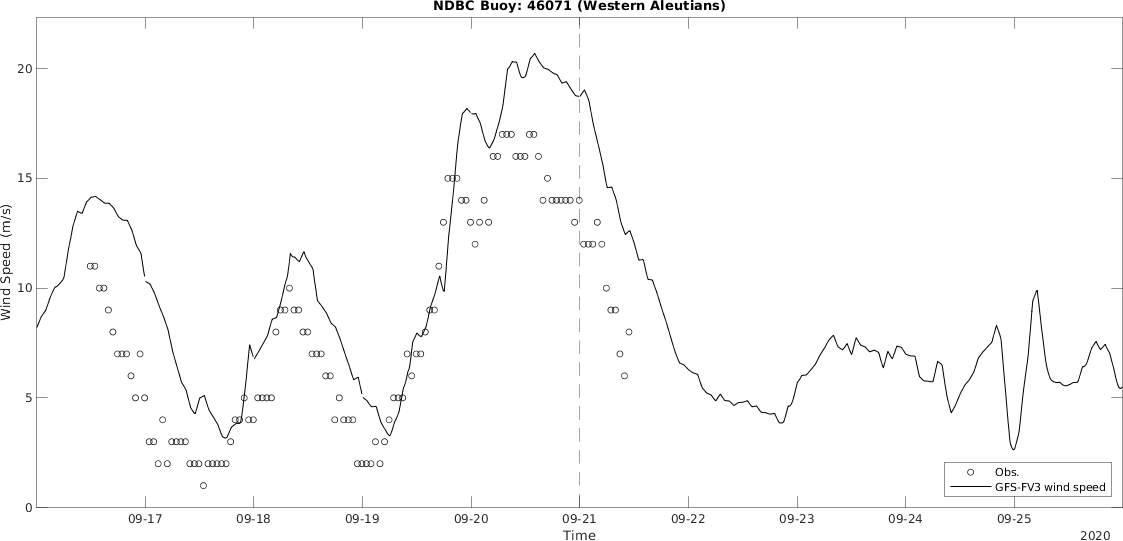 NDBC Buoy: 46071 (Western Aleutians)
Wind Speed (m/s)
20
15
10
5
0
09-17 09-18 09-19 09-20 09-21 09-22 09-23 09-24 09-25
Time
2020
Obs.
GFS-FV3 wind speed